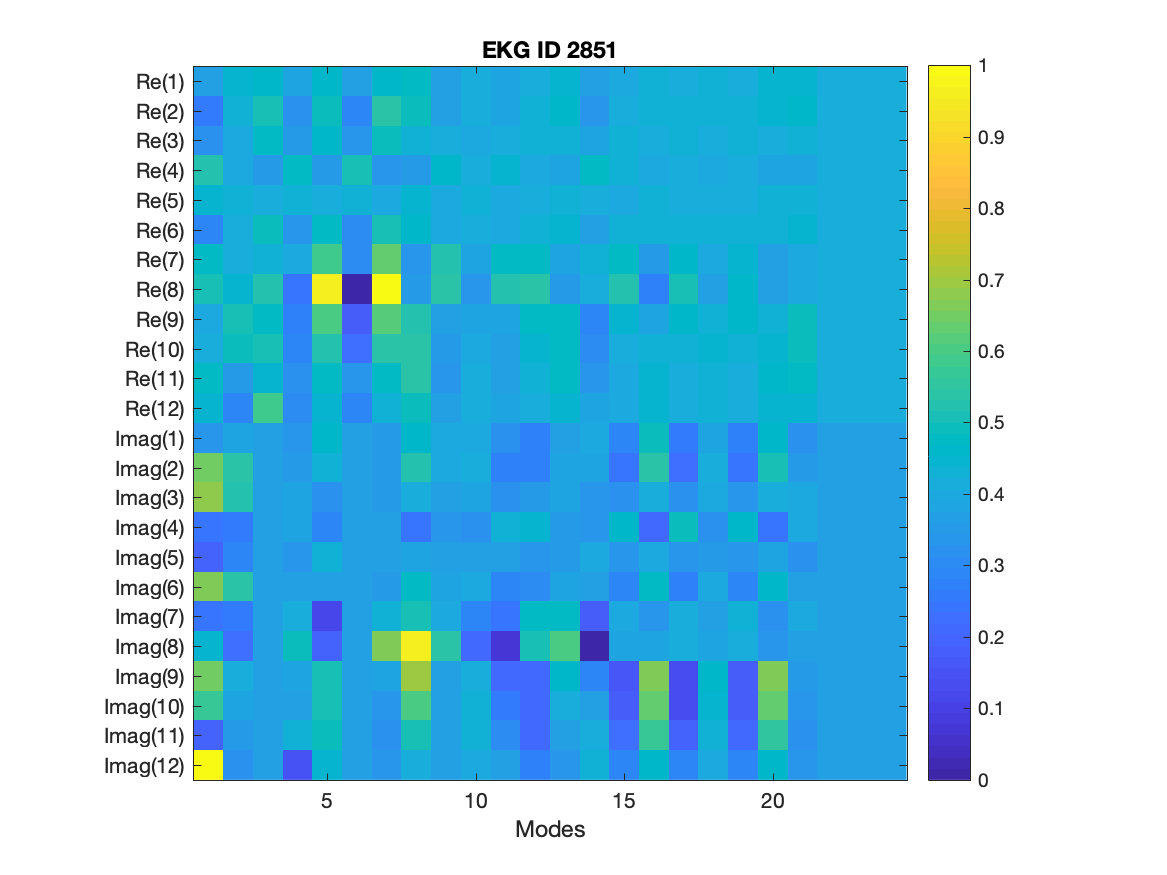 EKG ID 2851
Re(1)
Re(2)
Re(3)
Re(4)
Re(5)
Re(6)
Re(7)
Re(8)
Re(9)
Re(10)
Re(11)
Re(12)
Imag(1)
Imag(2)
Imag(3)
Imag(4)
Imag(5)
Imag(6)
Imag(7)
Imag(8)
Imag(9)
Imag(10)
Imag(11)
Imag(12)
5 10 15 20
Modes
1
0.9
0.8
0.7
0.6
0.5
0.4
0.3
0.2
0.1
0